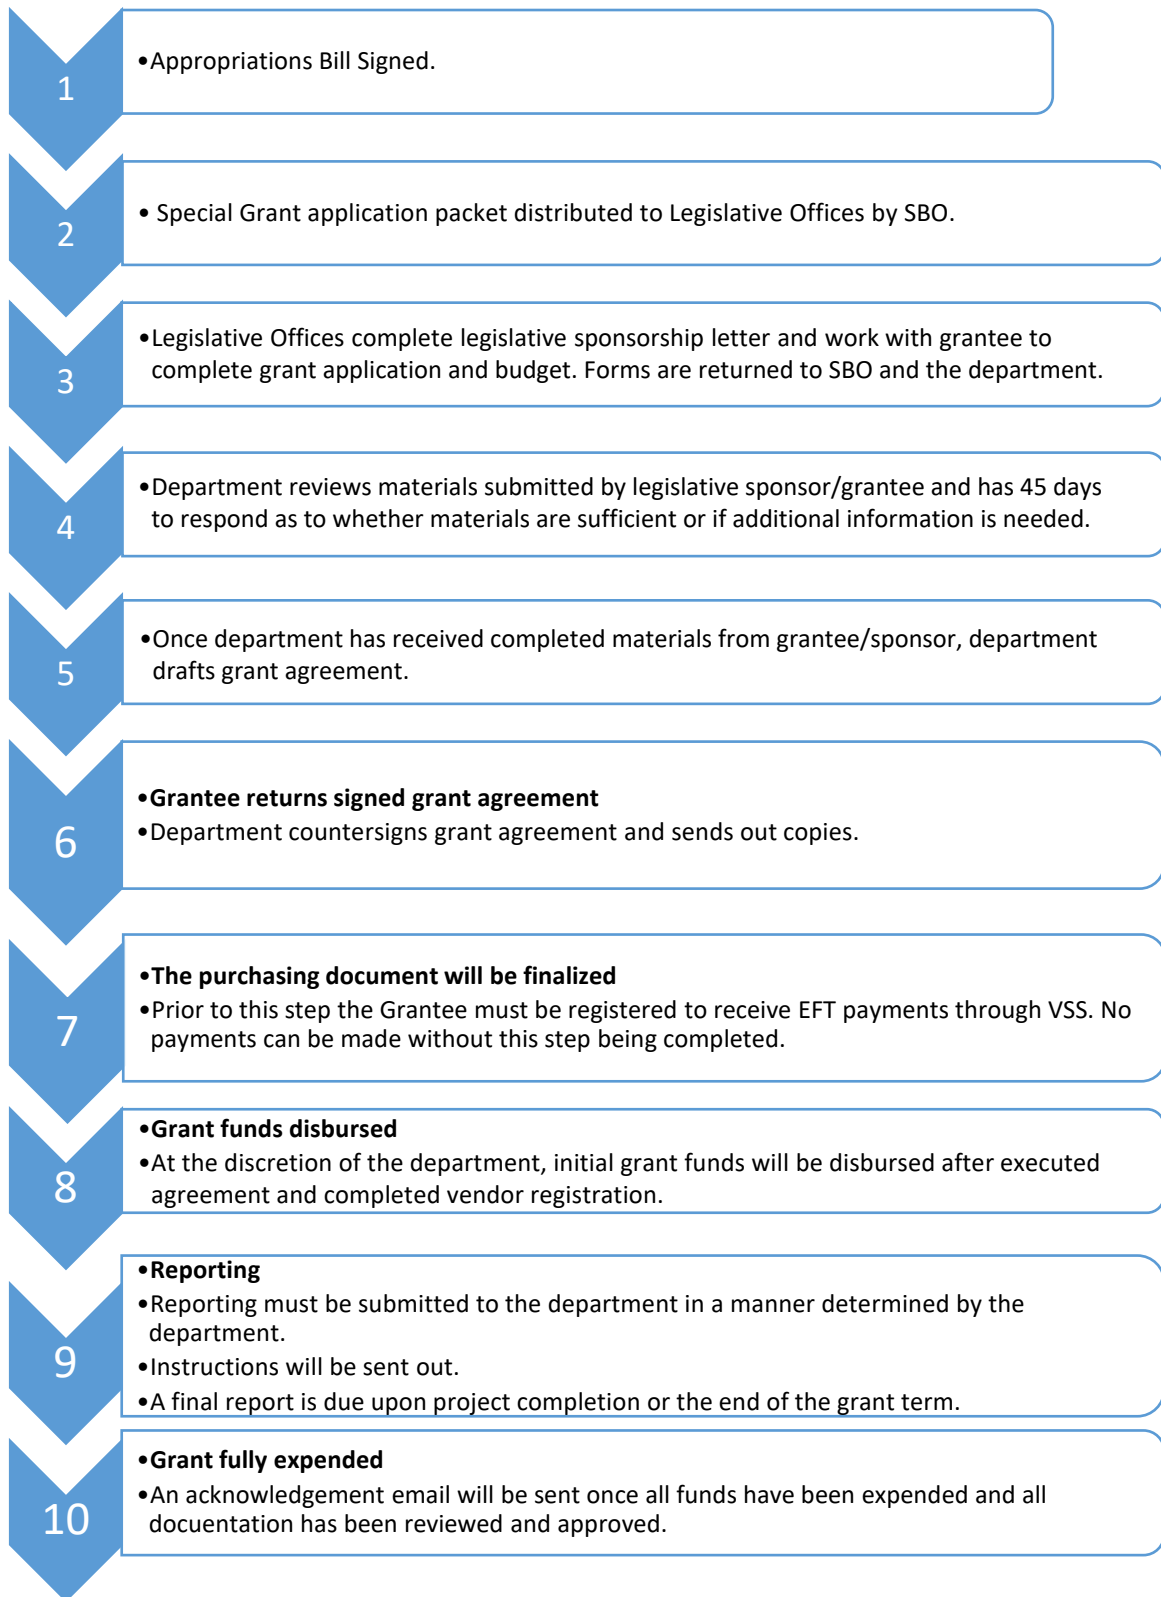 1
•Appropriations Bill Signed.
2
• Special Grant application packet distributed to Legislative Offices by SBO.
3
•Legislative Offices complete legislative sponsorship letter and work with grantee to
complete grant application and budget. Forms are returned to SBO and the department.
4
•Department reviews materials submitted by legislative sponsor/grantee and has 45 days
to respond as to whether materials are sufficient or if additional information is needed.
5
•Once department has received completed materials from grantee/sponsor, department
drafts grant agreement.
6
•Grantee returns signed grant agreement
•Department countersigns grant agreement and sends out copies.
7
•The purchasing document will be finalized
•Prior to this step the Grantee must be registered to receive EFT payments through VSS. No
payments can be made without this step being completed.
8
•Grant funds disbursed
•At the discretion of the department, initial grant funds will be disbursed after executed
agreement and completed vendor registration.
9
•Reporting
•Reporting must be submitted to the department in a manner determined by the
department.
•Instructions will be sent out.
•A final report is due upon project completion or the end of the grant term.
10
•Grant fully expended
•An acknowledgement email will be sent once all funds have been expended and all
docuentation has been reviewed and approved.